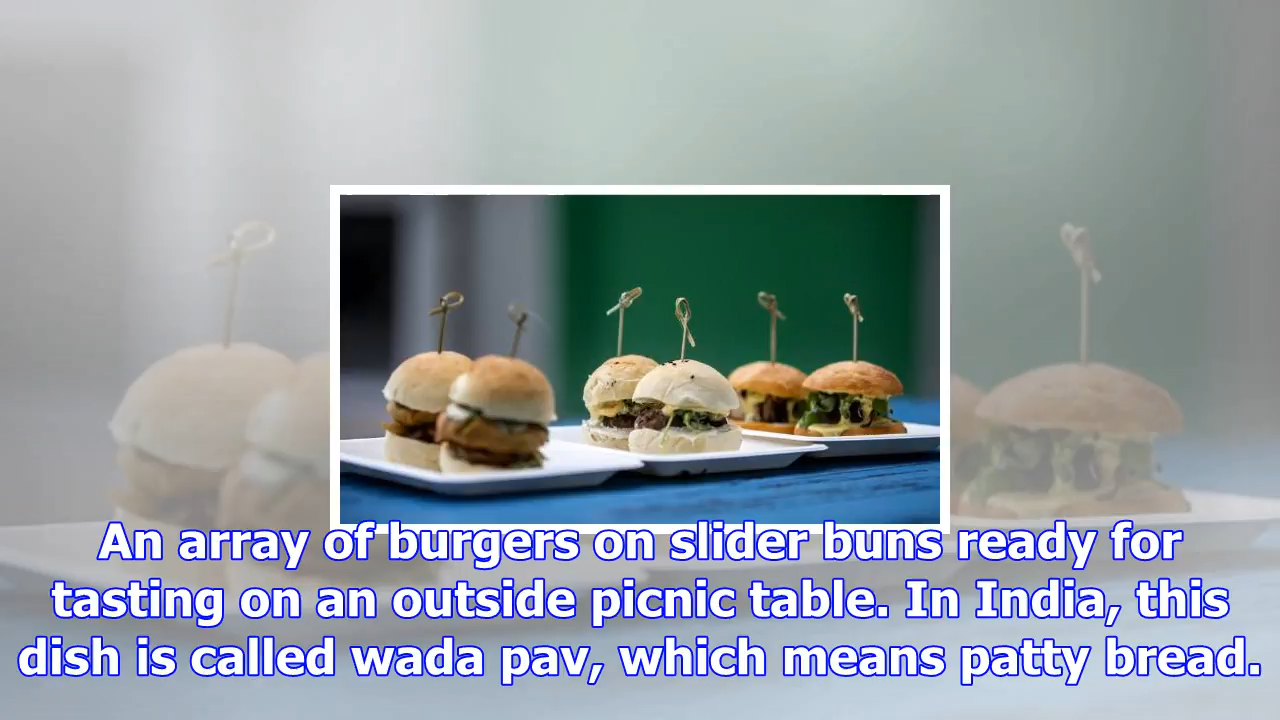 An array of burgers on slider buns ready for
tasting on an outside picnic table. In India, this
dish is called wada pav, which means patty bread.